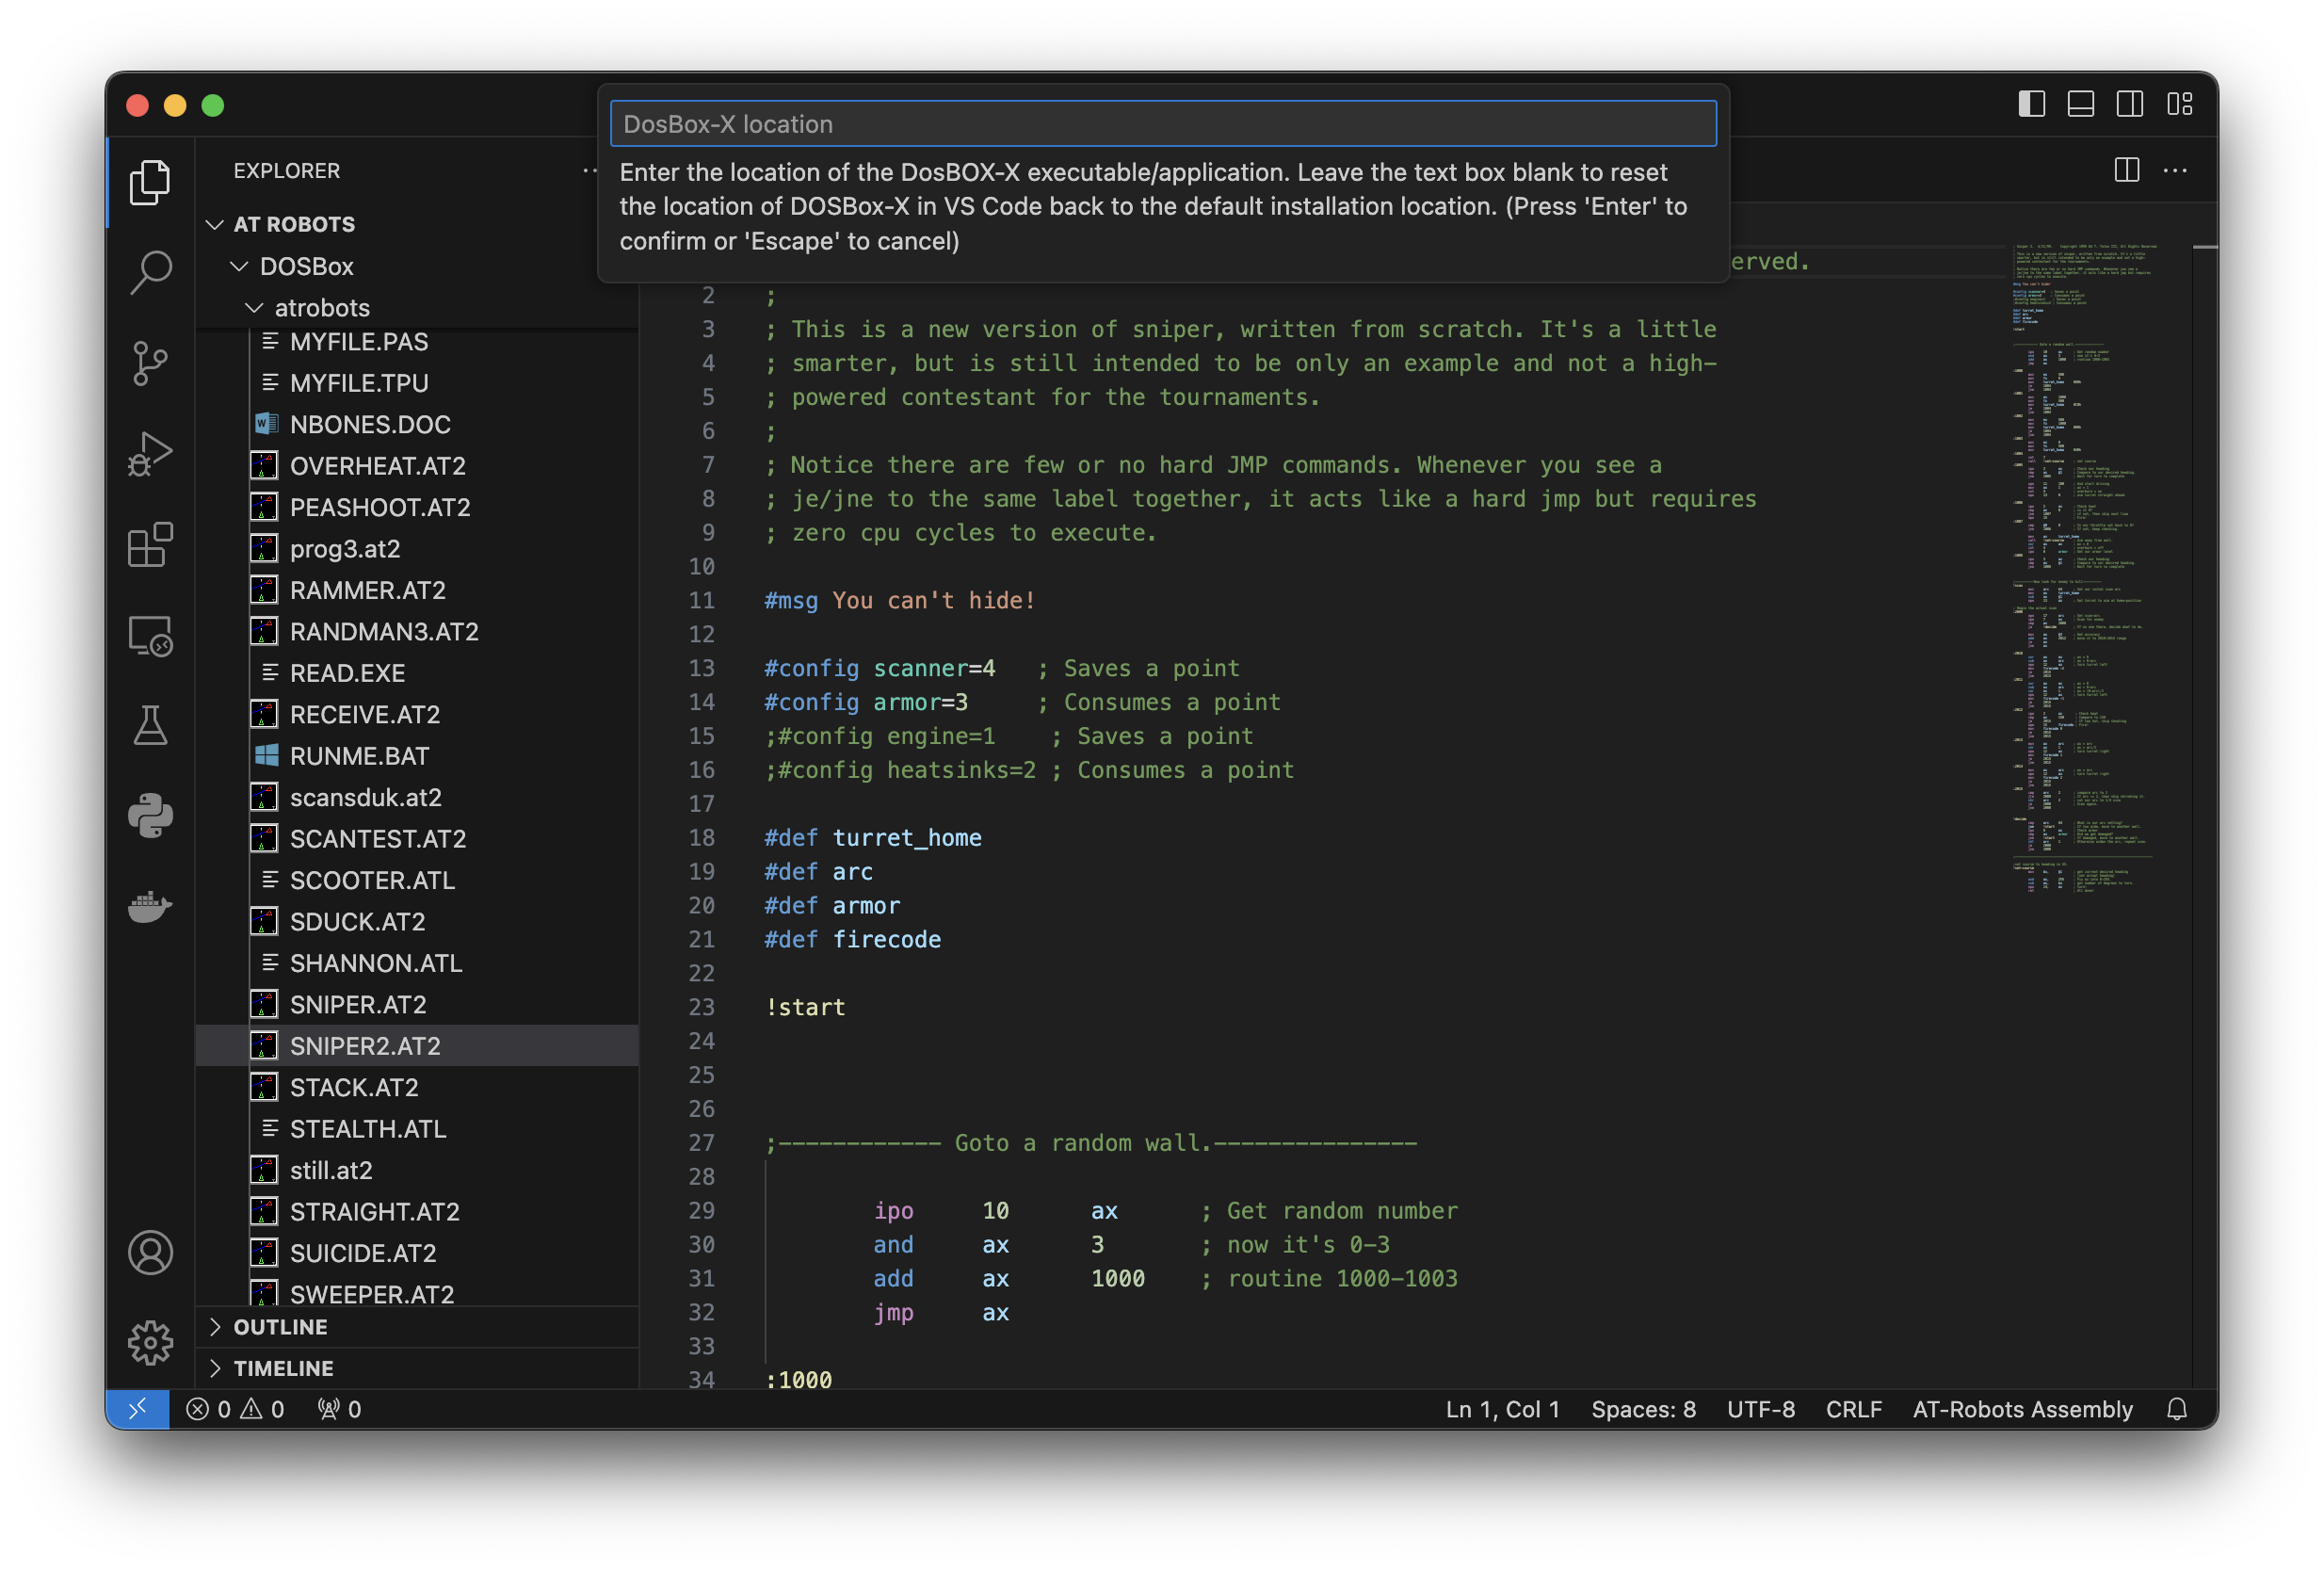 DosBox-X location
Enter the location of the DosBOX-X executable/application. Leave the text box blank to reset
the location of DOSBox-X in VS Code back to the default installation location. (Press 'Enter' to
confirm or 'Escape' to cancel)
EXPLORER
AT ROBOTS
DOSBox
atrobots
MYFILE.PAS
MYFILE.TPU
NBONES.DOC
OVERHEAT.AT2
PEASHOOT.AT2
prog3.at2
RAMMER.AT2
RANDMAN3.AT2
READ.EXE
RECEIVE.AT2
RUNME.BAT
scansduk.at2
SCANTEST.AT2
SCOOTER.ATL
SDUCK.AT2
SHANNON.ATL
SNIPER.AT2
SNIPER2.AT2
STACK.AT2
STEALTH.ATL
still.at2
STRAIGHT.AT2
SUICIDE.AT2
SWEEPER.AT2
OUTLINE
TIMELINE
erved.
2 ;
3 ; This is a new version of sniper, written from scratch. It's a little
4 ; smarter, but is still intended to be only an example and not a high-
5 ; powered contestant for the tournaments.
6 ;
7 ; Notice there are few or no hard JMP commands. Whenever you see a
8 ; je/jne to the same label together, it acts like a hard jmp but requires
9 ; zero cpu cycles to execute.
10
11 #msg You can't hide!
12
13 #config scanner=4 ; Saves a point
14 #config armor=3 ; Consumes a point
15 ;#config engine=1 ; Saves a point
16 ;#config heatsinks=2 ; Consumes a point
17
18 #def turret_home
19 #def arc
20 #def armor
21 #def firecode
22
23 !start
24
25
26
27 ;------------ Goto a random wall.---------------
28
29 ipo 10 ax ; Get random number
30 and ax 3 ; now it's 0-3
31 add ax 1000 ; routine 1000-1003
32 jmp ax
33
34 :1000
0 0 0
Ln 1, Col 1 Spaces: 8 UTF-8 CRLF AT-Robots Assembly